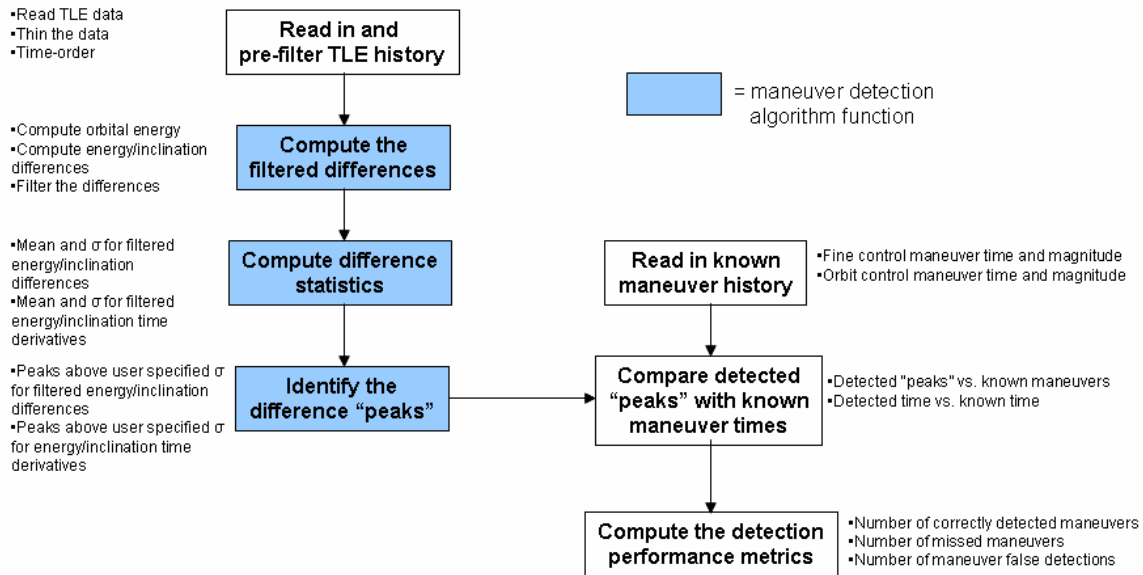 ▪Read TLE data
▪Thin the data
▪Time-order
Read in and
pre-filter TLE history
= maneuver detection
algorithm function
▪Compute orbital energy
▪Compute energy/inclination
differences
▪Filter the differences
Compute the
filtered differences
▪Mean and σ for filtered
energy/inclination
differences
▪Mean and σ for filtered
energy/inclination time
derivatives
Compute difference
statistics
Read in known
maneuver history
▪Fine control maneuver time and magnitude
▪Orbit control maneuver time and magnitude
▪Peaks above user specified σ
for filtered energy/inclination
differences
▪Peaks above user specified σ
for energy/inclination time
derivatives
Identify the
difference “peaks”
Compare detected
“peaks” with known
maneuver times
▪Detected "peaks" vs. known maneuvers
▪Detected time vs. known time
Compute the detection
performance metrics
▪Number of correctly detected maneuvers
▪Number of missed maneuvers
▪Number of maneuver false detections